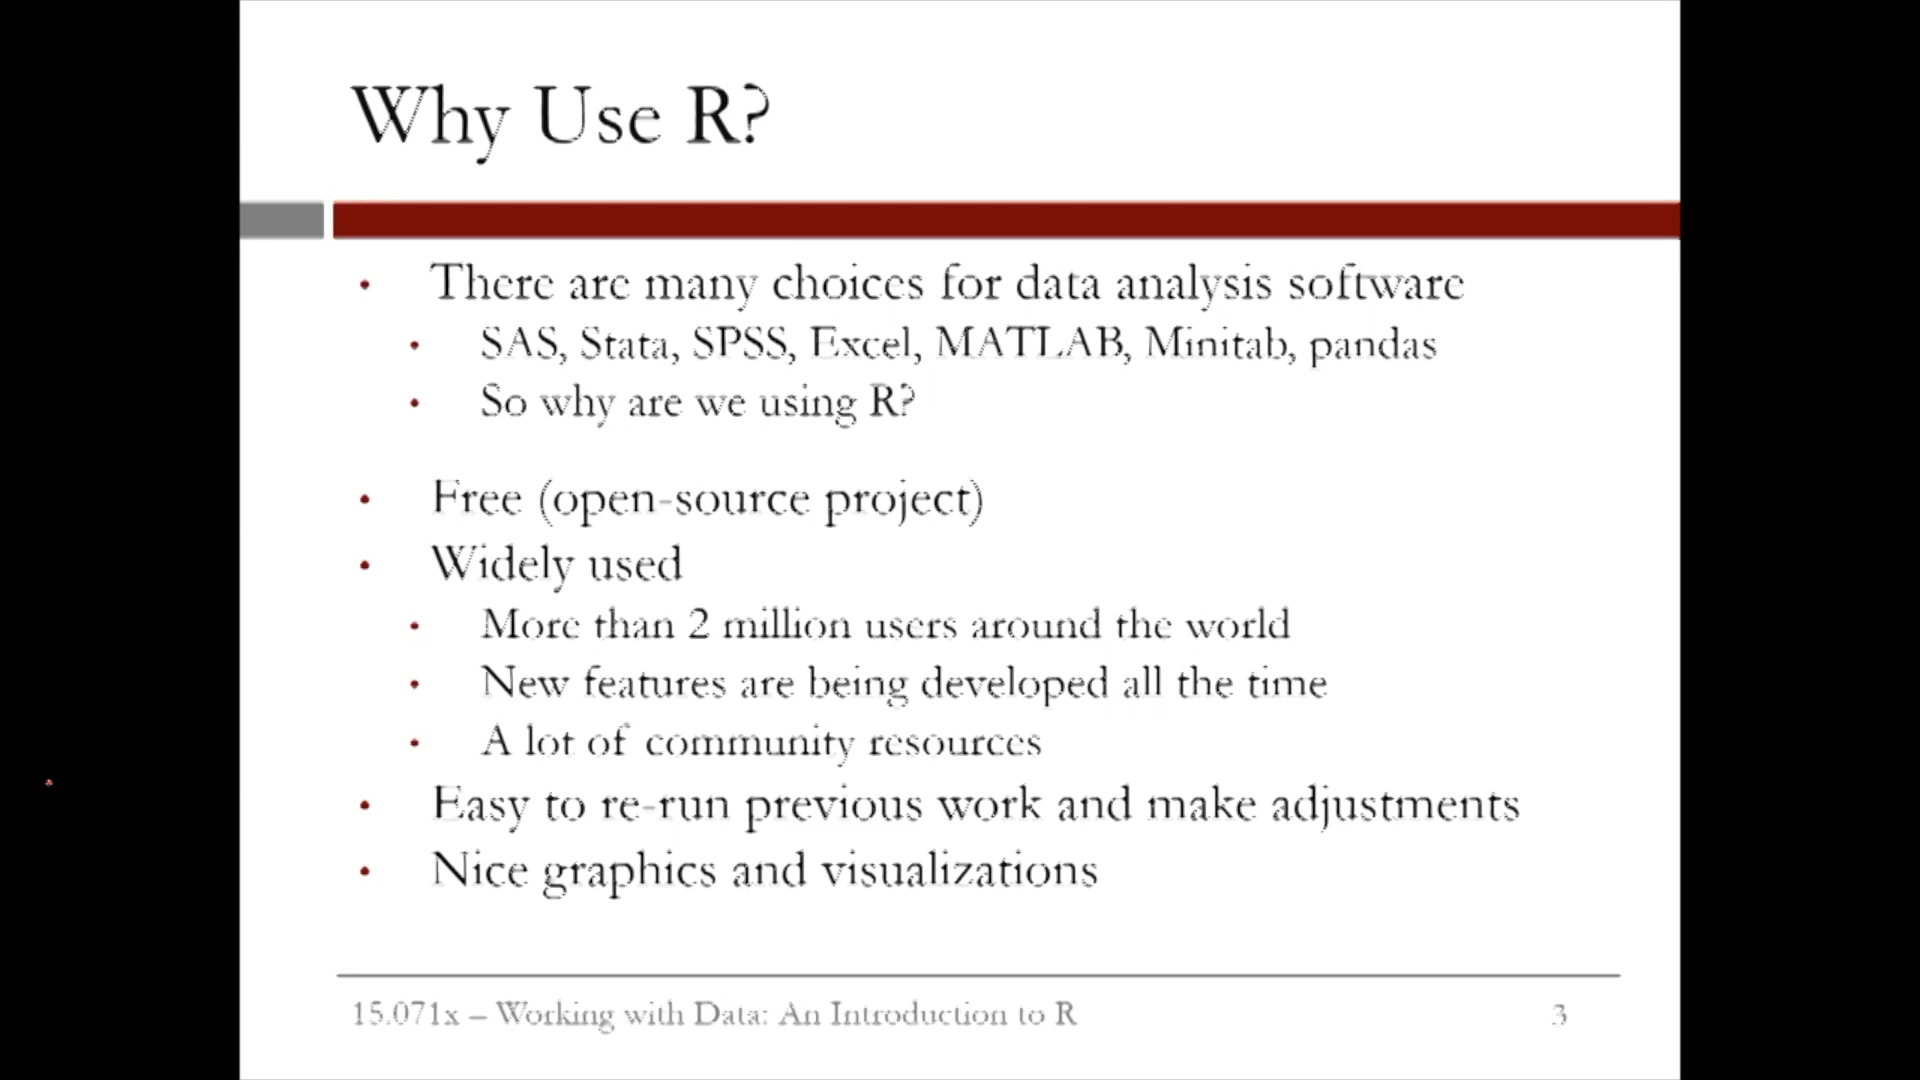 Why Use R?
• There are many choices for data analysis software
• SAS, Stata, SPSS, Excel, MATLAB, Minitab, pandas
• So why are we using R?
• Free (open-source project)
• Widely used
• More than 2 million users around the world
• New features are being developed all the time
• A lot of community resources
• Easy to re-run previous work and make adjustments
• Nice graphics and visualizations
15.071x – Working with Data: An Introduction to R 3